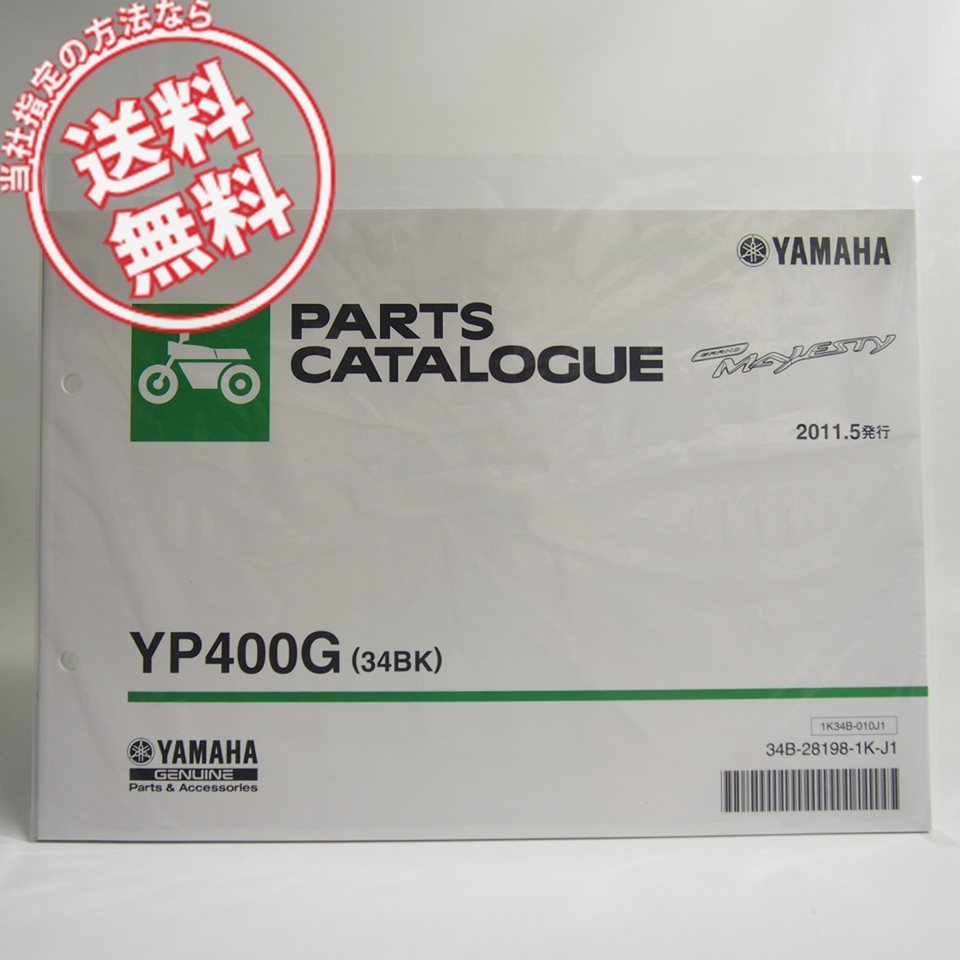 当社指定の方法なら
送料
無料
YAMAHA
PARTS
CATALOGUE
GRAND
MAJESTY
2011.5発行
YP400G (34BK)
1K34B-010J1
34B-28198-1K-J1
YAMAHA
GENUINE
Parts & Accessories